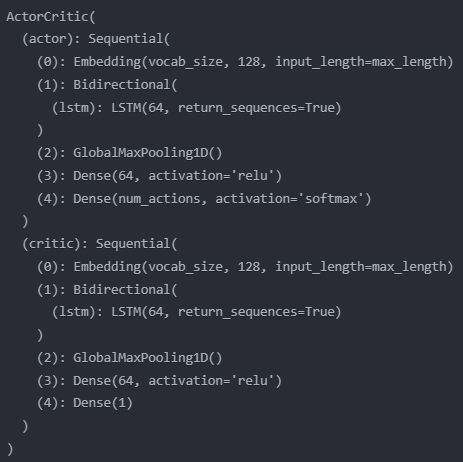 ActorCritic(
  (actor): Sequential(
    (0): Embedding(vocab_size, 128, input_length=max_length)
    (1): Bidirectional(
      (lstm): LSTM(64, return_sequences=True)
    )
    (2): GlobalMaxPooling1D()
    (3): Dense(64, activation='relu')
    (4): Dense(num_actions, activation='softmax')
  )
  (critic): Sequential(
    (0): Embedding(vocab_size, 128, input_length=max_length)
    (1): Bidirectional(
      (lstm): LSTM(64, return_sequences=True)
    )
    (2): GlobalMaxPooling1D()
    (3): Dense(64, activation='relu')
    (4): Dense(1)
  )
)